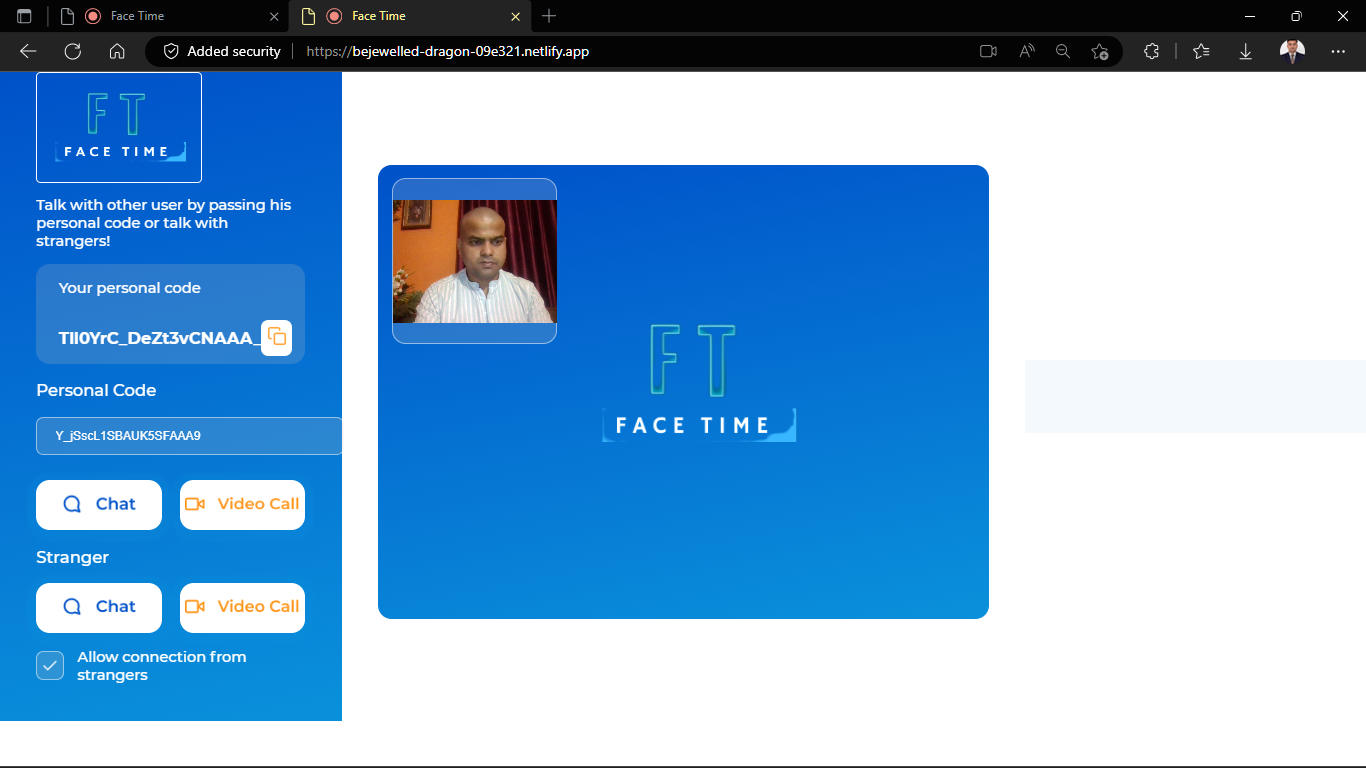 Face Time
Face Time
Added security
https://bejewelled-dragon-09e321.netlify.app
FT
FACE TIME
Talk with other user by passing his
personal code or talk with
strangers!
Your personal code
TlI0YrC_DeZt3vCNAAA_
Personal Code
Y_jSscL1SBAUK5SFAAA9
Chat
Video Call
Stranger
Chat
Video Call
Allow connection from
strangers
FT
FACE TIME